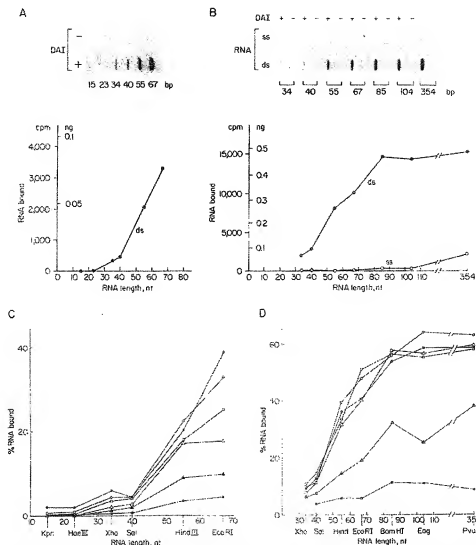 A
DAI
−
+
15 23 34 40 55 67 bp
cpm ng
4,000 0.1
3,000
2,000 0.05
1,000
0
RNA bound
ds
0 10 20 30 40 50 60 70 80
RNA length, nt
B
DAI + - + - + - + - + - + - + -
RNA
ss
ds
34 40 55 67 85 104 354 bp
cpm ng
15,000 0.5
0.4
10,000 0.3
0.2
5,000 0.1
0 0
RNA bound
ds
ss
30 40 50 60 70 80 90 100 110 354
RNA length, nt
C
% RNA bound
40
30
20
10
0
10 20 30 40 50 60 70
Kpn HaeIII Xho Sal HindIII EcoRI
RNA length, nt
D
% RNA bound
60
40
20
0
30 40 50 60 70 80 90 100 110 354
Xho Sal Hind EcoRI BamHI Eag Pvu
RNA length, nt